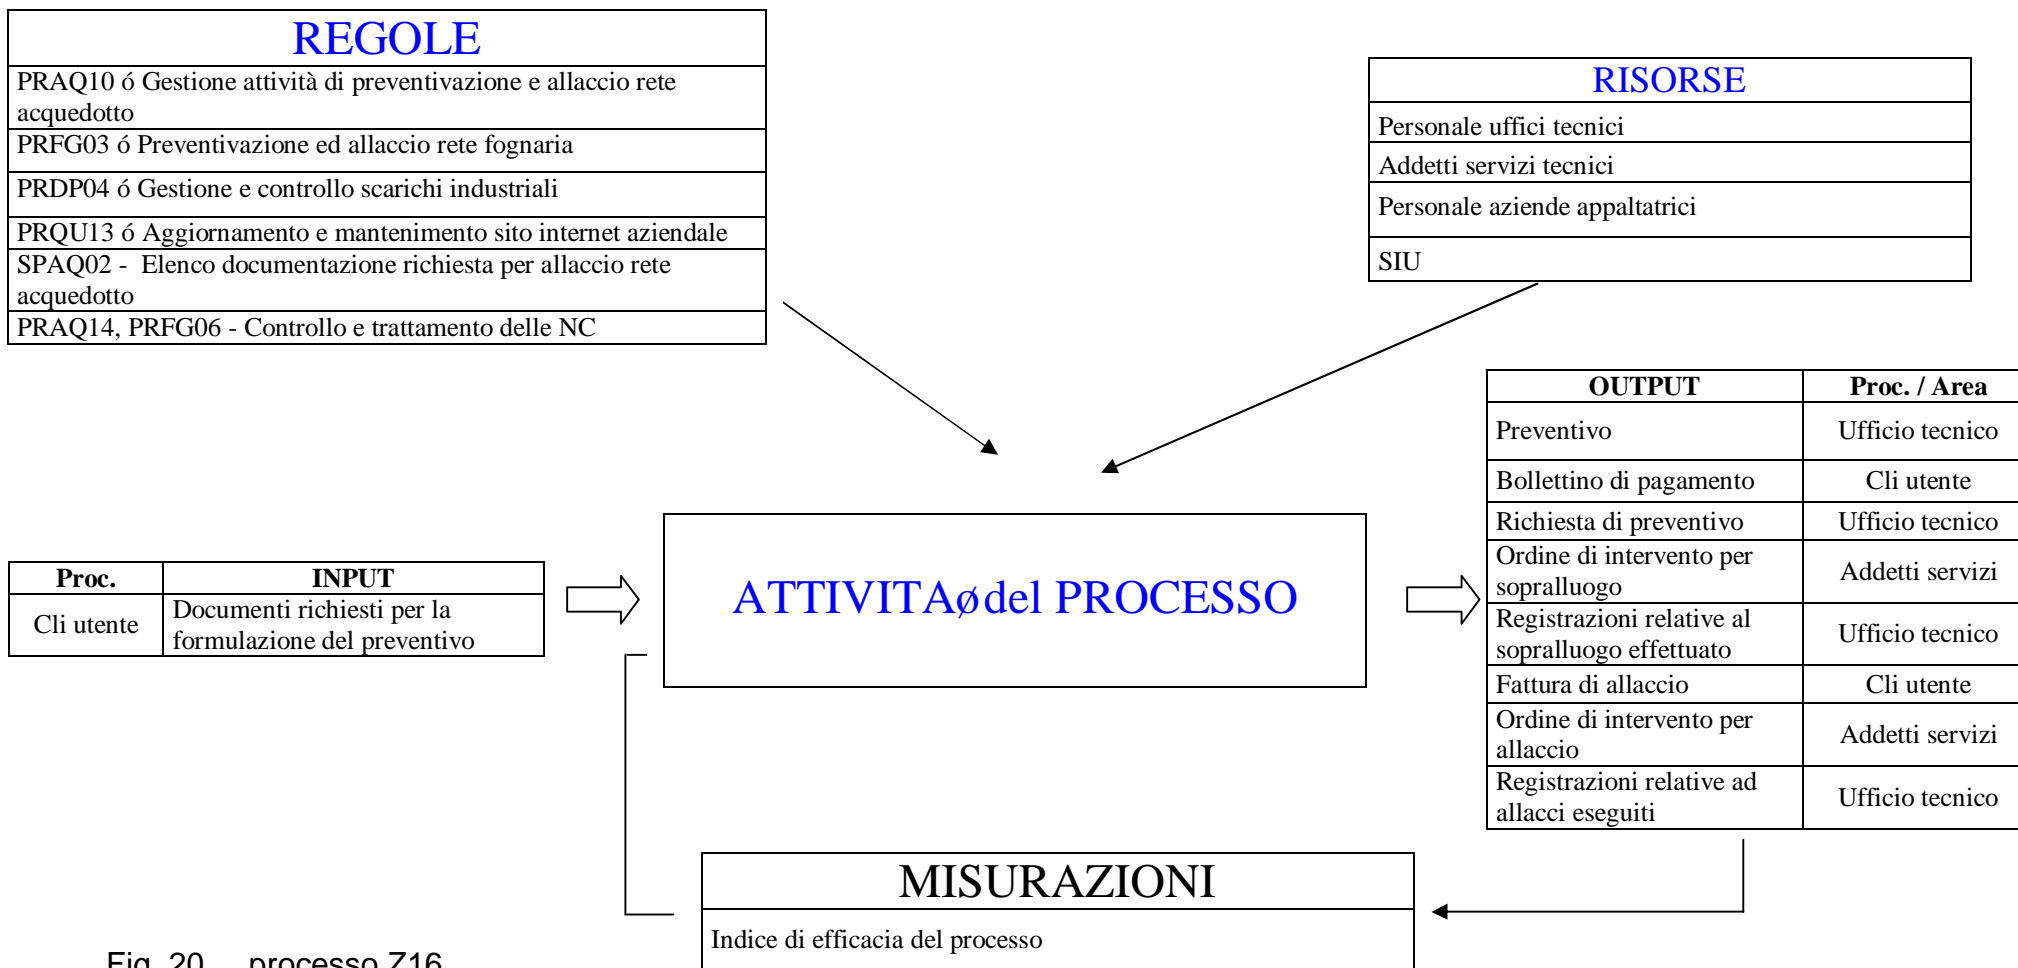 REGOLE
PRAQ10 ó Gestione attività di preventivazione e allaccio rete
acquedotto
PRFG03 ó Preventivazione ed allaccio rete fognaria
PRDP04 ó Gestione e controllo scarichi industriali
PRQU13 ó Aggiornamento e mantenimento sito internet aziendale
SPAQ02 - Elenco documentazione richiesta per allaccio rete
acquedotto
PRAQ14, PRFG06 - Controllo e trattamento delle NC
RISORSE
Personale uffici tecnici
Addetti servizi tecnici
Personale aziende appaltatrici
SIU
Proc. INPUT
Cli utente Documenti richiesti per la
formulazione del preventivo
ATTIVITAø del PROCESSO
OUTPUT Proc. / Area
Preventivo Ufficio tecnico
Bollettino di pagamento Cli utente
Richiesta di preventivo Ufficio tecnico
Ordine di intervento per
sopralluogo Addetti servizi
Registrazioni relative al
sopralluogo effettuato Ufficio tecnico
Fattura di allaccio Cli utente
Ordine di intervento per
allaccio Addetti servizi
Registrazioni relative ad
allacci eseguiti Ufficio tecnico
MISURAZIONI
Indice di efficacia del processo
Fig. 20 processo Z16